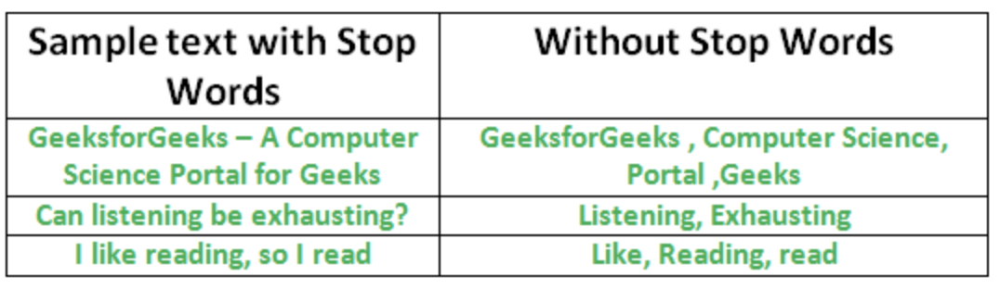 Sample text with Stop
Words
Without Stop Words
GeeksforGeeks – A Computer
Science Portal for Geeks
GeeksforGeeks , Computer Science,
Portal ,Geeks
Can listening be exhausting?
Listening, Exhausting
I like reading, so I read
Like, Reading, read